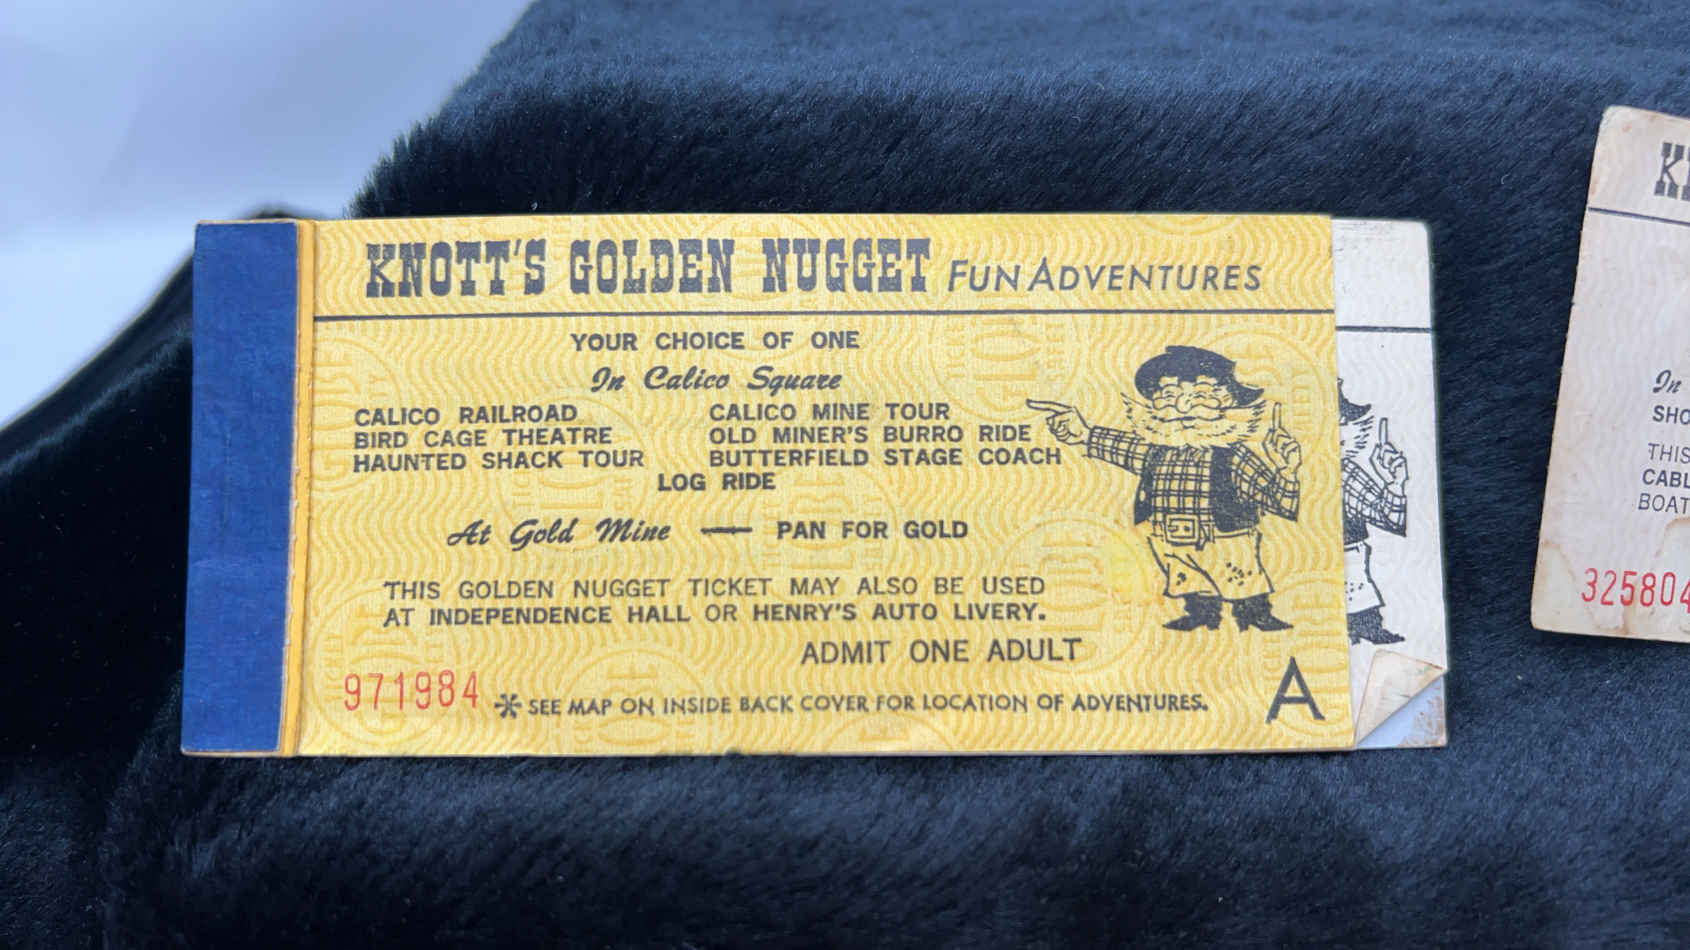 KNOTT'S GOLDEN NUGGET FUN ADVENTURES
YOUR CHOICE OF ONE
In Calico Square
CALICO RAILROAD CALICO MINE TOUR
BIRD CAGE THEATRE OLD MINER'S BURRO RIDE
HAUNTED SHACK TOUR BUTTERFIELD STAGE COACH
LOG RIDE
At Gold Mine — PAN FOR GOLD
THIS GOLDEN NUGGET TICKET MAY ALSO BE USED
AT INDEPENDENCE HALL OR HENRY'S AUTO LIVERY.
ADMIT ONE ADULT
971984 * SEE MAP ON INSIDE BACK COVER FOR LOCATION OF ADVENTURES. A
In
THIS
325804